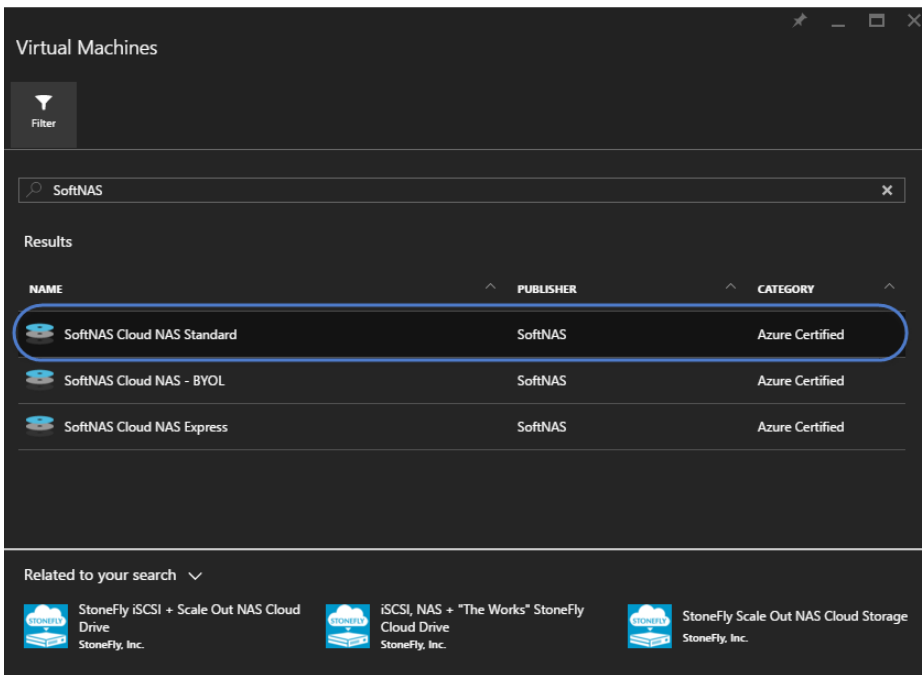 Virtual Machines
Filter
SoftNAS
Results
NAME PUBLISHER CATEGORY
SoftNAS Cloud NAS Standard SoftNAS Azure Certified
SoftNAS Cloud NAS - BYOL SoftNAS Azure Certified
SoftNAS Cloud NAS Express SoftNAS Azure Certified
Related to your search
STONEFLY
StoneFly iSCSI + Scale Out NAS Cloud
Drive
StoneFly, Inc.
STONEFLY
iSCSI, NAS + "The Works" StoneFly
Cloud Drive
StoneFly, Inc.
STONEFLY
StoneFly Scale Out NAS Cloud Storage
StoneFly, Inc.